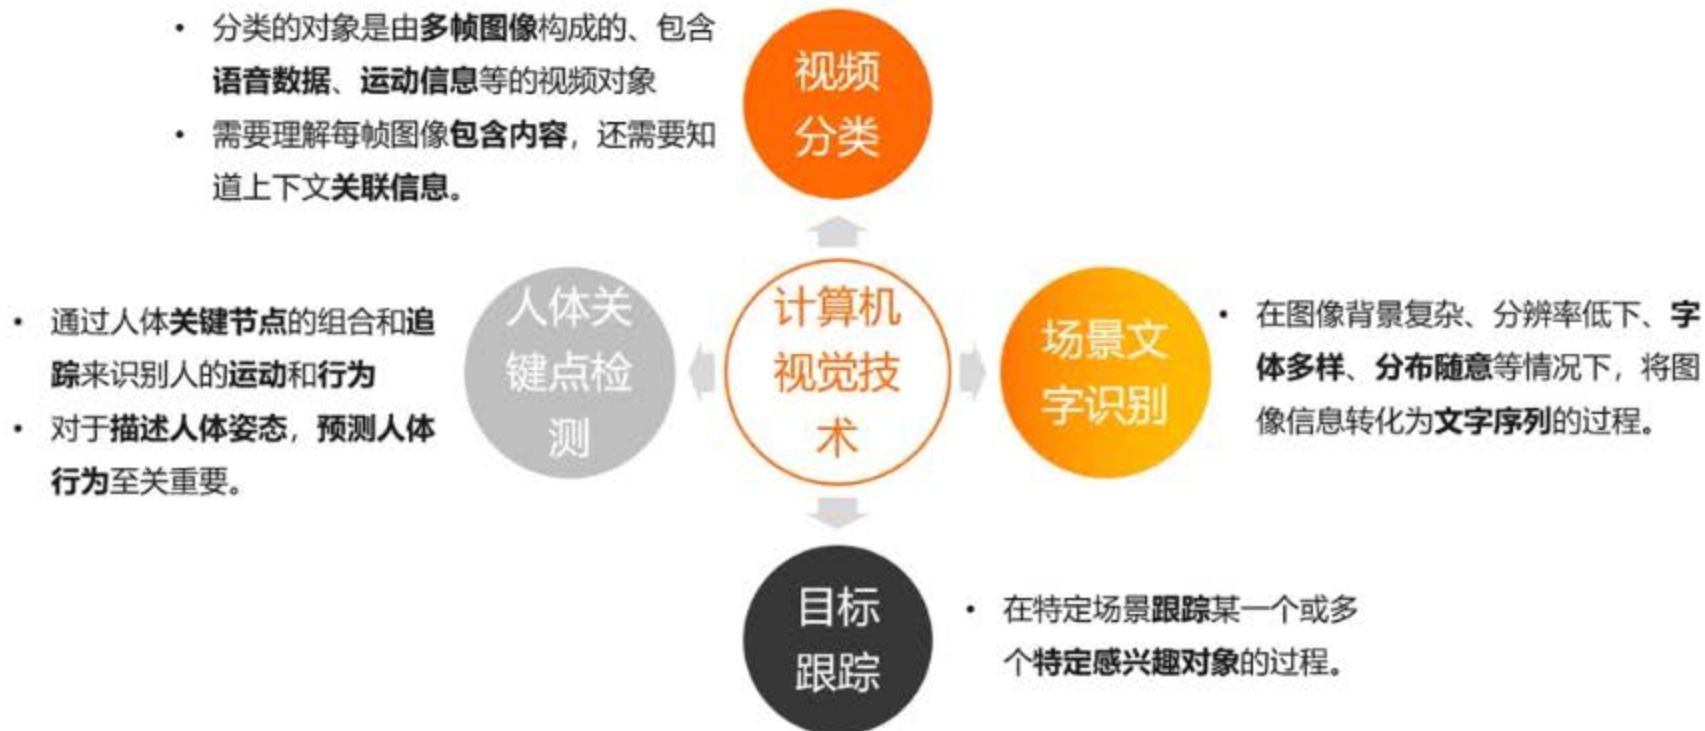 • 分类的对象是由多帧图像构成的、包含
语音数据、运动信息等的视频对象
• 需要理解每帧图像包含内容，还需要知
道上下文关联信息。
视频
分类
• 通过人体关键节点的组合和追
踪来识别人的运动和行为
• 对于描述人体姿态，预测人体
行为至关重要。
人体关
键点检
测
计算机
视觉技
术
场景文
字识别
• 在图像背景复杂、分辨率低下、字
体多样、分布随意等情况下，将图
像信息转化为文字序列的过程。
目标
跟踪
• 在特定场景跟踪某一个或多
个特定感兴趣对象的过程。